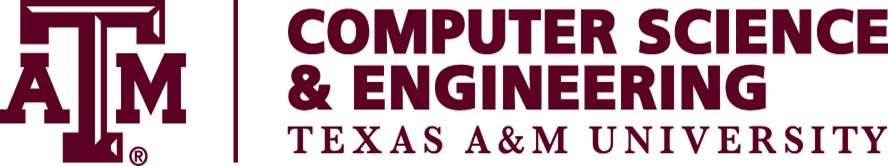 ATM®
COMPUTER SCIENCE
& ENGINEERING
TEXAS A&M UNIVERSITY